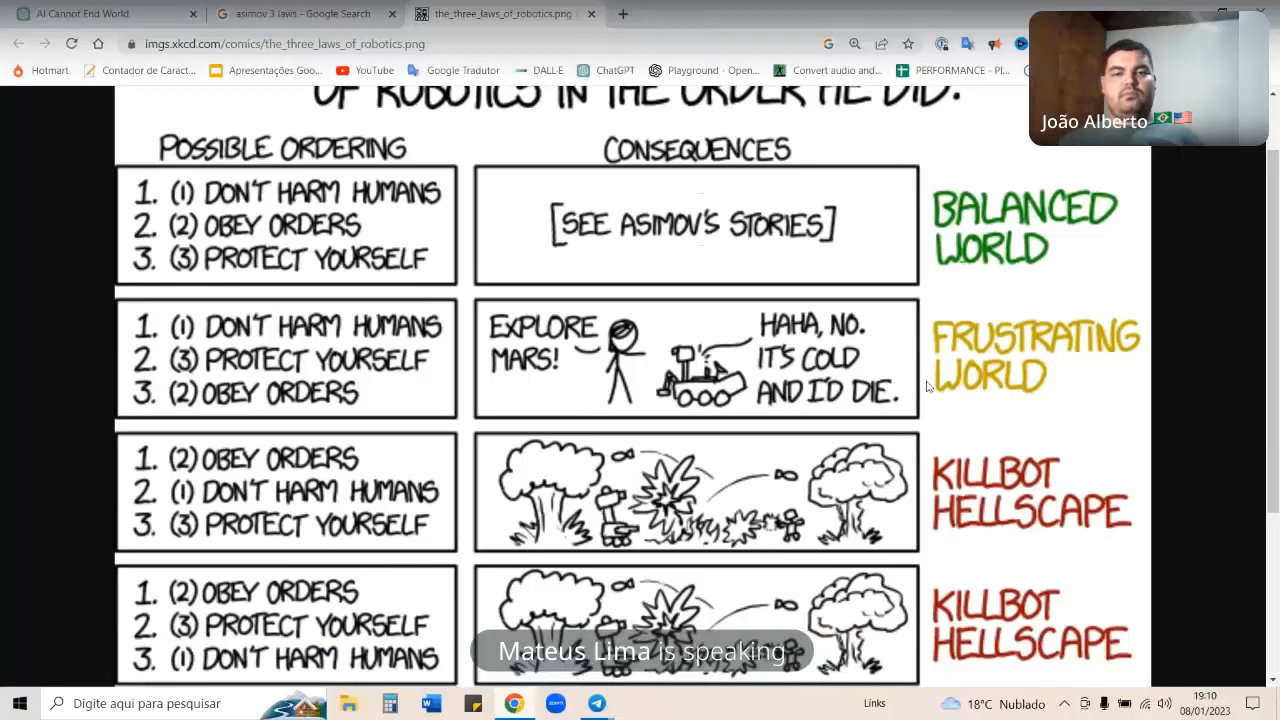 AI Cannot End World.
asimov 3 laws - Google Search
the_three_laws_of_robotics.png
imgs.xkcd.com/comics/the_three_laws_of_robotics.png
Hotmart
Contador de Caract...
Apresentações Goo...
YouTube
Google Tradutor
DALL·E
ChatGPT
Playground - Open...
Convert audio and...
PERFORMANCE - Pl...
João Alberto
OF ROBOTICS IN THE ORDER HE DID:
POSSIBLE ORDERING
CONSEQUENCES
1. (1) DON'T HARM HUMANS
2. (2) OBEY ORDERS
3. (3) PROTECT YOURSELF
[SEE ASIMOV'S STORIES]
BALANCED
WORLD
1. (1) DON'T HARM HUMANS
2. (3) PROTECT YOURSELF
3. (2) OBEY ORDERS
EXPLORE
MARS!
HAHA, NO.
IT'S COLD
AND I'D DIE.
FRUSTRATING
WORLD
1. (2) OBEY ORDERS
2. (1) DON'T HARM HUMANS
3. (3) PROTECT YOURSELF
KILLBOT
HELLSCAPE
1. (2) OBEY ORDERS
2. (3) PROTECT YOURSELF
3. (1) DON'T HARM HUMANS
KILLBOT
HELLSCAPE
Mateus Lima is speaking
Digite aqui para pesquisar
Links
18°C Nublado
19:10
08/01/2023